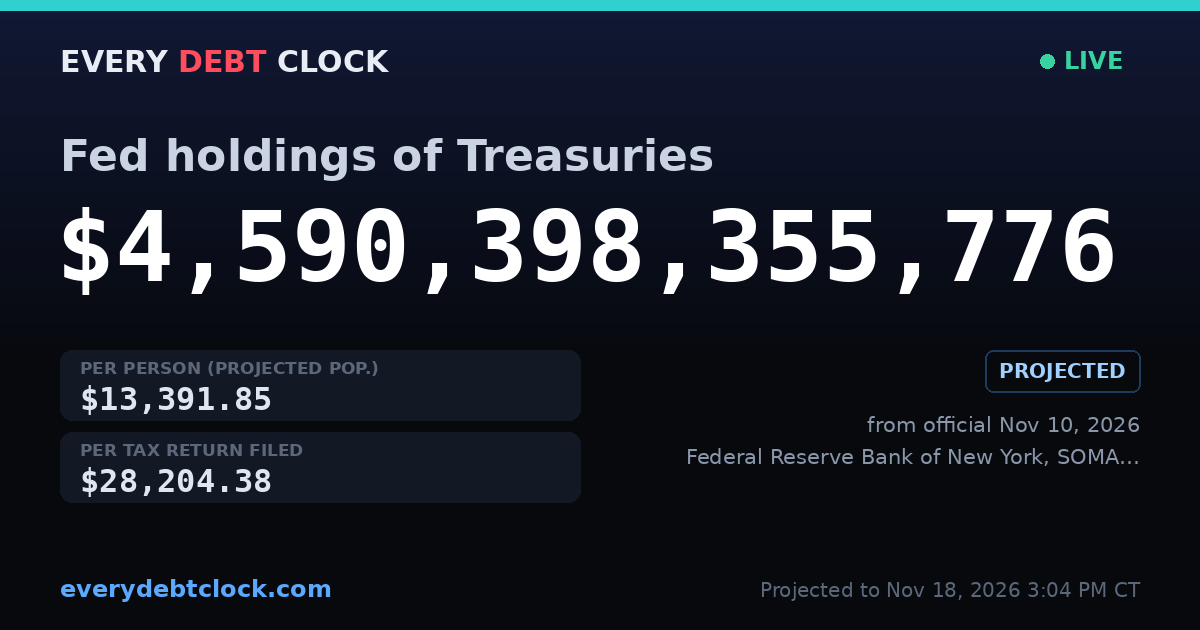 EVERY DEBT CLOCK
LIVE
Fed holdings of Treasuries
$4,590,398,355,776
PER PERSON (PROJECTED POP.)
$13,391.85
PER TAX RETURN FILED
$28,204.38
PROJECTED
from official Nov 10, 2026
Federal Reserve Bank of New York, SOMA…
everydebtclock.com
Projected to Nov 18, 2026 3:04 PM CT